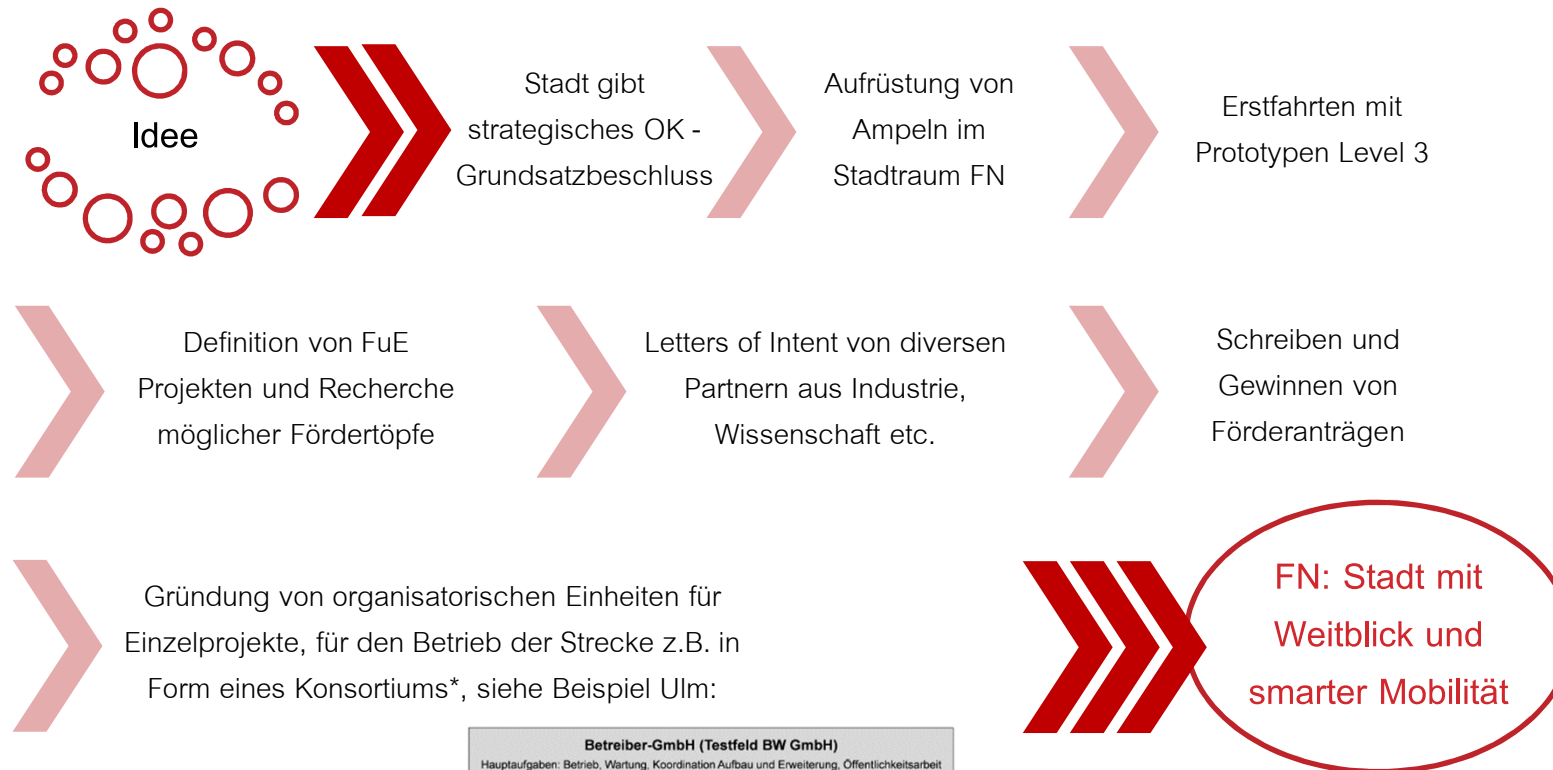 Idee
Stadt gibt
strategisches OK -
Grundsatzbeschluss
Aufrüstung von
Ampeln im
Stadtraum FN
Erstfahrten mit
Prototypen Level 3
Definition von FuE
Projekten und Recherche
möglicher Fördertöpfe
Letters of Intent von diversen
Partnern aus Industrie,
Wissenschaft etc.
Schreiben und
Gewinnen von
Förderanträgen
Gründung von organisatorischen Einheiten für
Einzelprojekte, für den Betrieb der Strecke z.B. in
Form eines Konsortiums*, siehe Beispiel Ulm:
FN: Stadt mit
Weitblick und
smarter Mobilität
Betreiber-GmbH (Testfeld BW GmbH)
Hauptaufgaben: Betrieb, Wartung, Koordination Aufbau und Erweiterung, Öffentlichkeitsarbeit